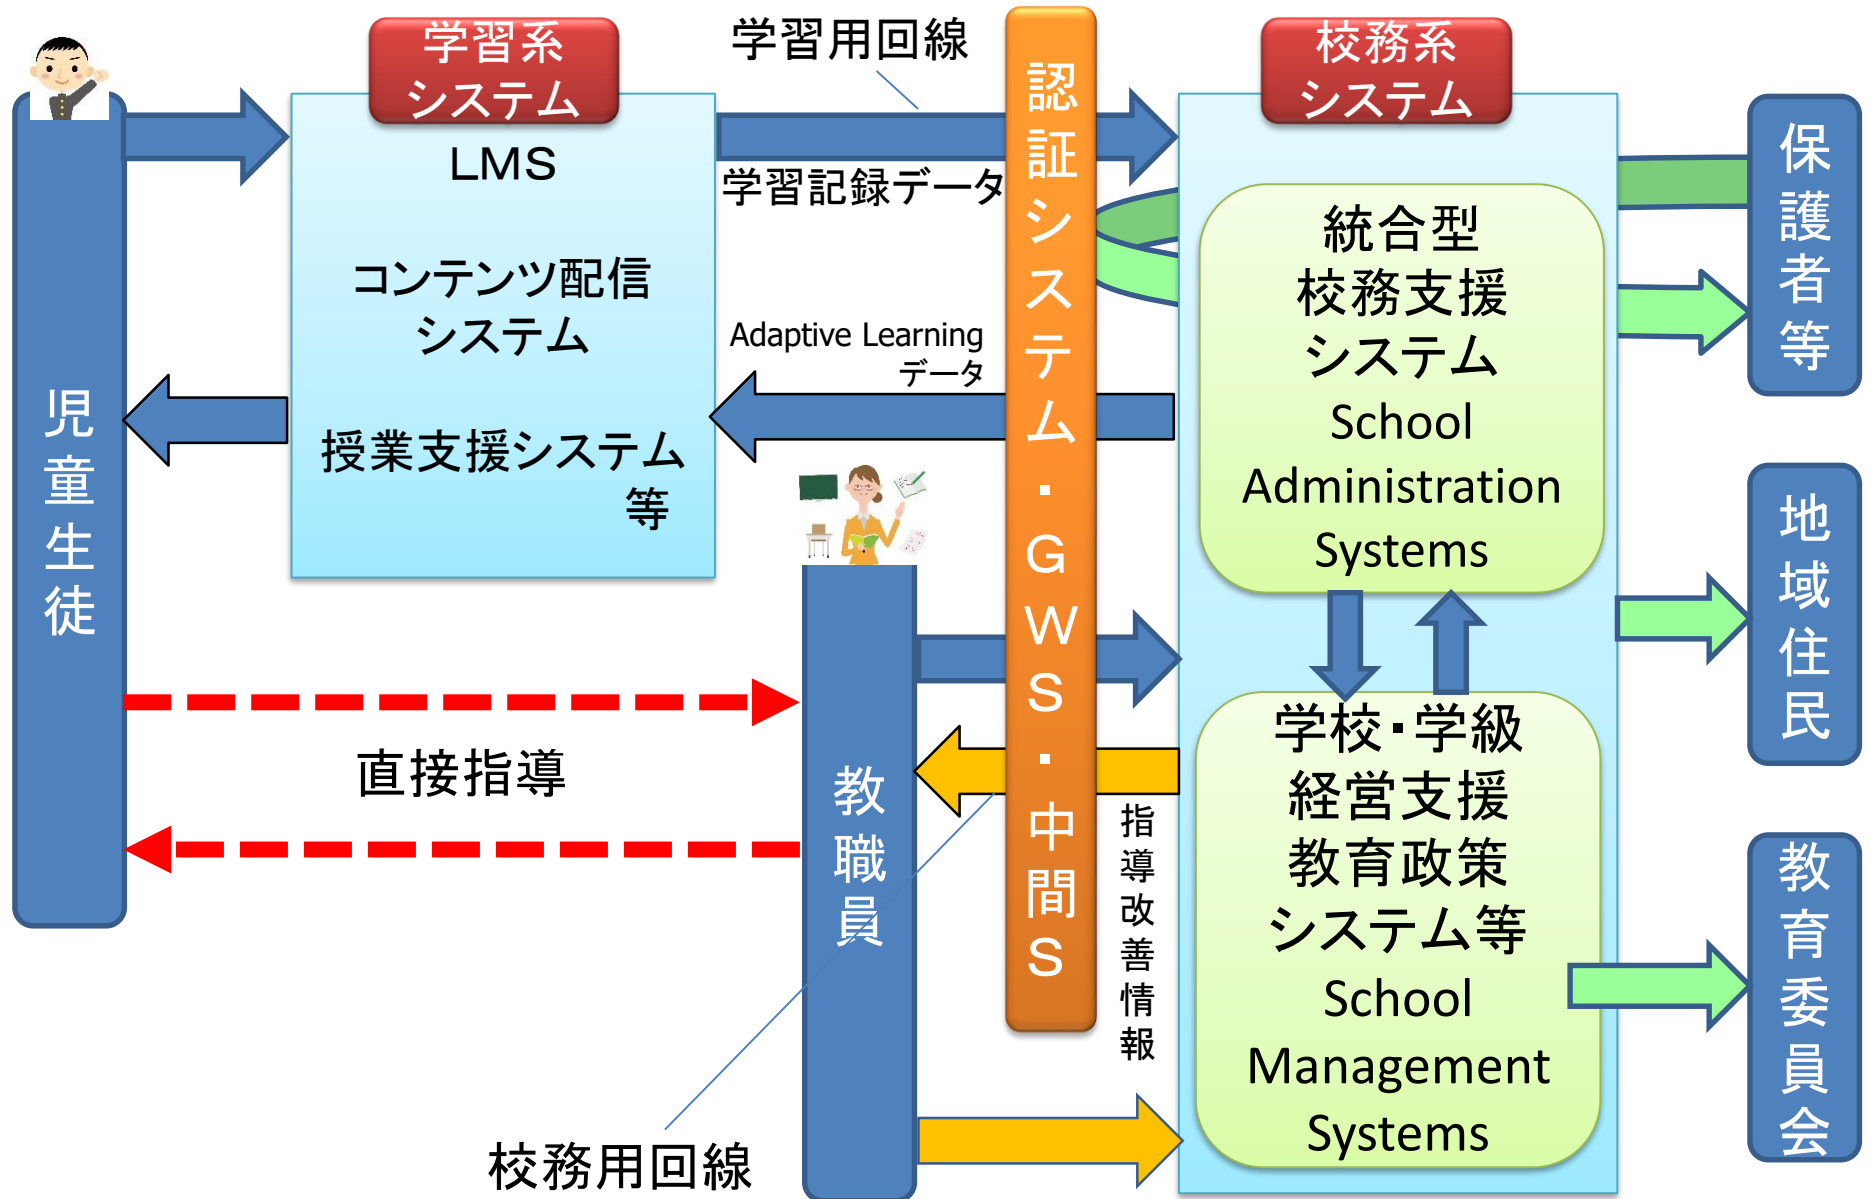 学習系
システム
学習用回線
校務系
システム
LMS
コンテンツ配信
システム
授業支援システム
等
学習記録データ
Adaptive Learning
データ
認証システム・GWS・中間S
統合型
校務支援
システム
School
Administration
Systems
学校・学級
経営支援
教育政策
システム等
School
Management
Systems
保護者等
地域住民
教育委員会
児童生徒
直接指導
教職員
指導改善情報
校務用回線